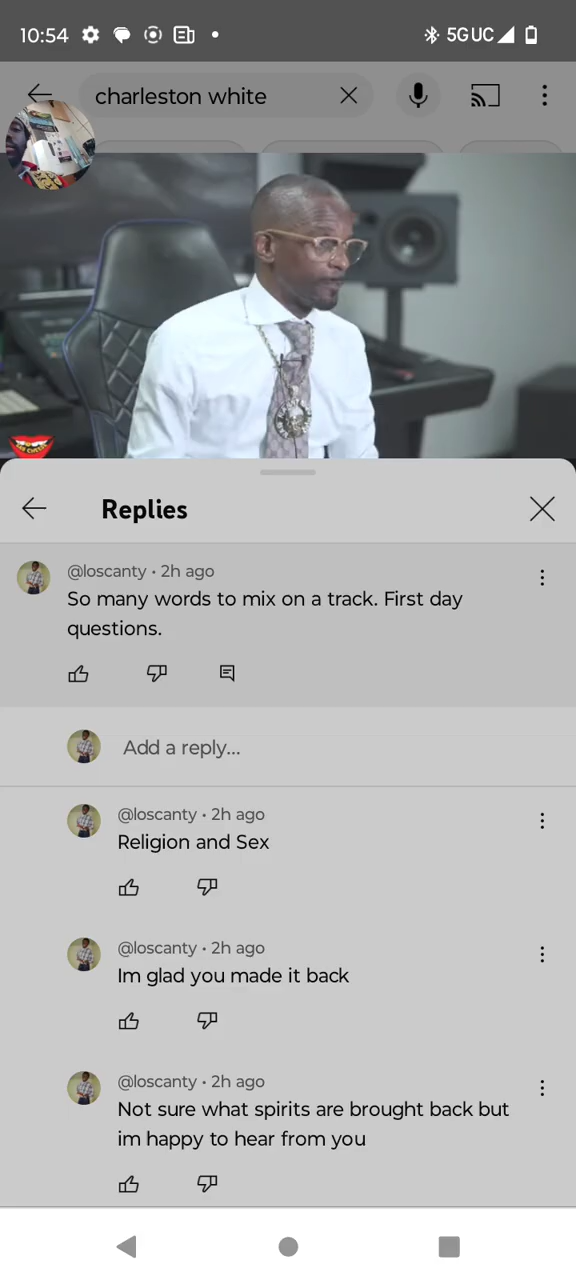 10:54
5G UC
charleston white
Replies
@loscanty • 2h ago
So many words to mix on a track. First day
questions.
Add a reply...
@loscanty • 2h ago
Religion and Sex
@loscanty • 2h ago
Im glad you made it back
@loscanty • 2h ago
Not sure what spirits are brought back but
im happy to hear from you